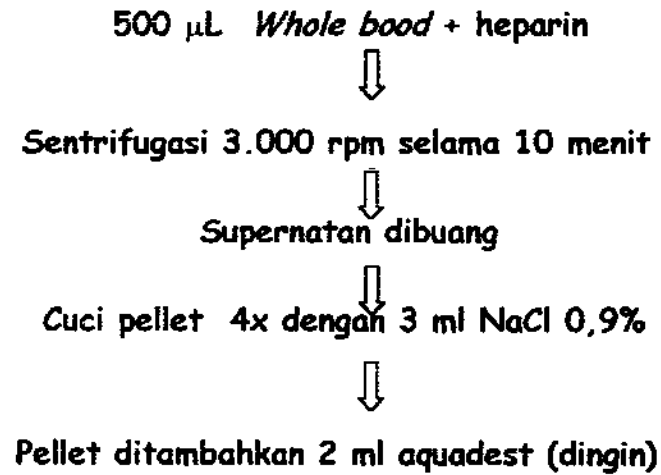 500 µL Whole bood + heparin
Sentrifugasi 3.000 rpm selama 10 menit
Supernatan dibuang
Cuci pellet 4x dengan 3 ml NaCl 0,9%
Pellet ditambahkan 2 ml aquadest (dingin)